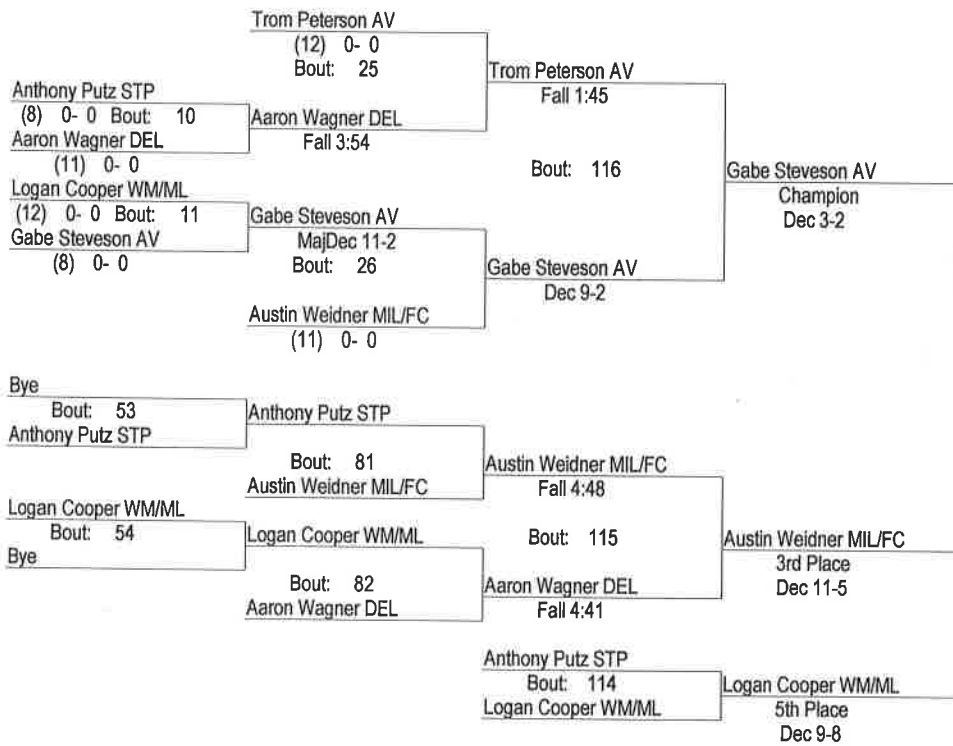 Trom Peterson AV
(12) 0- 0
Bout: 25
Trom Peterson AV
Fall 1:45
Anthony Putz STP
(8) 0- 0 Bout: 10
Aaron Wagner DEL
Fall 3:54
Aaron Wagner DEL
(11) 0- 0
Bout: 116
Gabe Steveson AV
Champion
Dec 3-2
Logan Cooper WM/ML
(12) 0- 0 Bout: 11
Gabe Steveson AV
MajDec 11-2
Gabe Steveson AV
(8) 0- 0
Bout: 26
Gabe Steveson AV
Dec 9-2
Austin Weidner MIL/FC
(11) 0- 0
Bye
Bout: 53
Anthony Putz STP
Anthony Putz STP
Bout: 81
Austin Weidner MIL/FC
Austin Weidner MIL/FC
Fall 4:48
Logan Cooper WM/ML
Bout: 54
Bye
Logan Cooper WM/ML
Bout: 115
Austin Weidner MIL/FC
3rd Place
Dec 11-5
Bout: 82
Aaron Wagner DEL
Aaron Wagner DEL
Fall 4:41
Anthony Putz STP
Bout: 114
Logan Cooper WM/ML
Logan Cooper WM/ML
5th Place
Dec 9-8